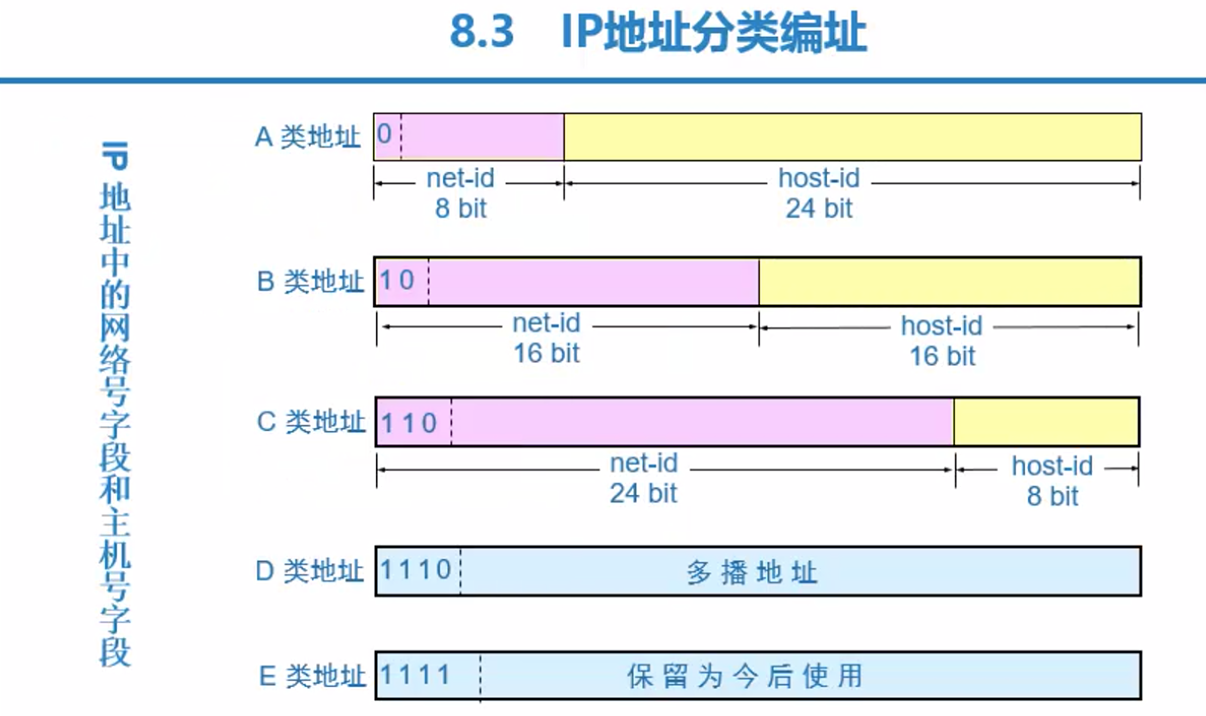 8.3 IP地址分类编址
IP地址中的网络号字段和主机号字段
A 类地址
0
net-id
8 bit
host-id
24 bit
B 类地址
1 0
net-id
16 bit
host-id
16 bit
C 类地址
1 1 0
net-id
24 bit
host-id
8 bit
D 类地址
1 1 1 0
多播地址
E 类地址
1 1 1 1
保留为今后使用